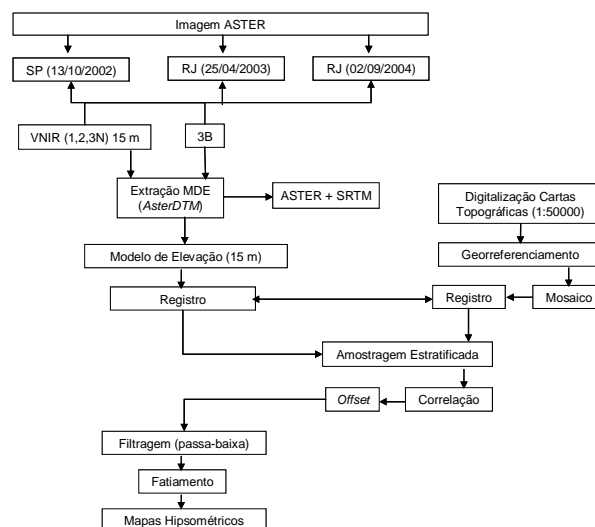 Imagem ASTER
SP (13/10/2002)
RJ (25/04/2003)
RJ (02/09/2004)
VNIR (1,2,3N) 15 m
3B
Extração MDE
(AsterDTM)
ASTER + SRTM
Digitalização Cartas
Topográficas (1:50000)
Modelo de Elevação (15 m)
Georreferenciamento
Registro
Registro
Mosaico
Amostragem Estratificada
Offset
Correlação
Filtragem (passa-baixa)
Fatiamento
Mapas Hipsométricos